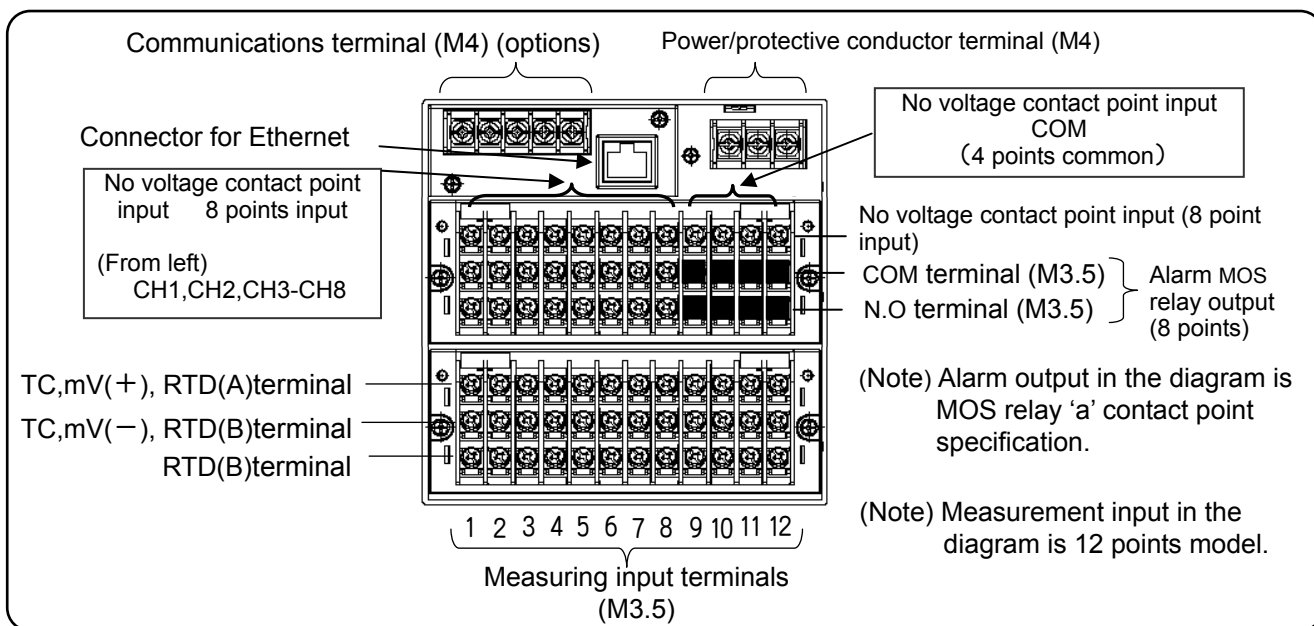 Communications terminal (M4) (options)
Power/protective conductor terminal (M4)
Connector for Ethernet
No voltage contact point input
COM
(4 points common)
No voltage contact point
input 8 points input
(From left)
CH1,CH2,CH3-CH8
No voltage contact point input (8 point
input)
COM terminal (M3.5)
N.O terminal (M3.5)
Alarm MOS
relay output
(8 points)
TC,mV(+), RTD(A)terminal
TC,mV(−), RTD(B)terminal
RTD(B)terminal
(Note) Alarm output in the diagram is
MOS relay ‘a’ contact point
specification.
(Note) Measurement input in the
diagram is 12 points model.
1 2 3 4 5 6 7 8 9 10 11 12
Measuring input terminals
(M3.5)